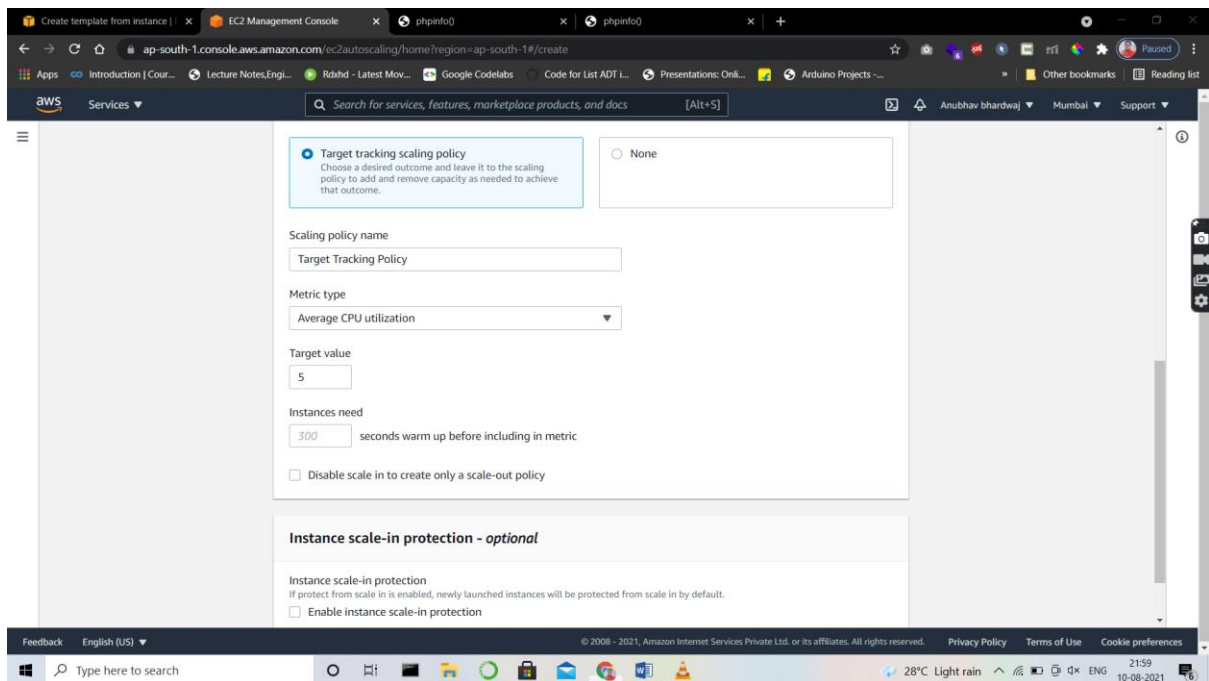 Create template from instance |
EC2 Management Console
phpinfo()
phpinfo()
ap-south-1.console.aws.amazon.com/ec2autoscaling/home?region=ap-south-1#/create
Paused
Apps
Introduction | Cour...
Lecture Notes,Engi...
Rdxhd - Latest Mov...
Google Codelabs
Code for List ADT i...
Presentations: Onli...
Arduino Projects -...
»
Other bookmarks
Reading list
aws
Services
Search for services, features, marketplace products, and docs
[Alt+S]
Anubhav bhardwaj
Mumbai
Support
Target tracking scaling policy
Choose a desired outcome and leave it to the scaling
policy to add and remove capacity as needed to achieve
that outcome.
None
Scaling policy name
Target Tracking Policy
Metric type
Average CPU utilization
Target value
5
Instances need
300 seconds warm up before including in metric
Disable scale in to create only a scale-out policy
Instance scale-in protection - optional
Instance scale-in protection
If protect from scale in is enabled, newly launched instances will be protected from scale in by default.
Enable instance scale-in protection
Feedback
English (US)
© 2008 - 2021, Amazon Internet Services Private Ltd. or its affiliates. All rights reserved.
Privacy Policy
Terms of Use
Cookie preferences
Type here to search
28°C Light rain
ENG
21:59
10-08-2021